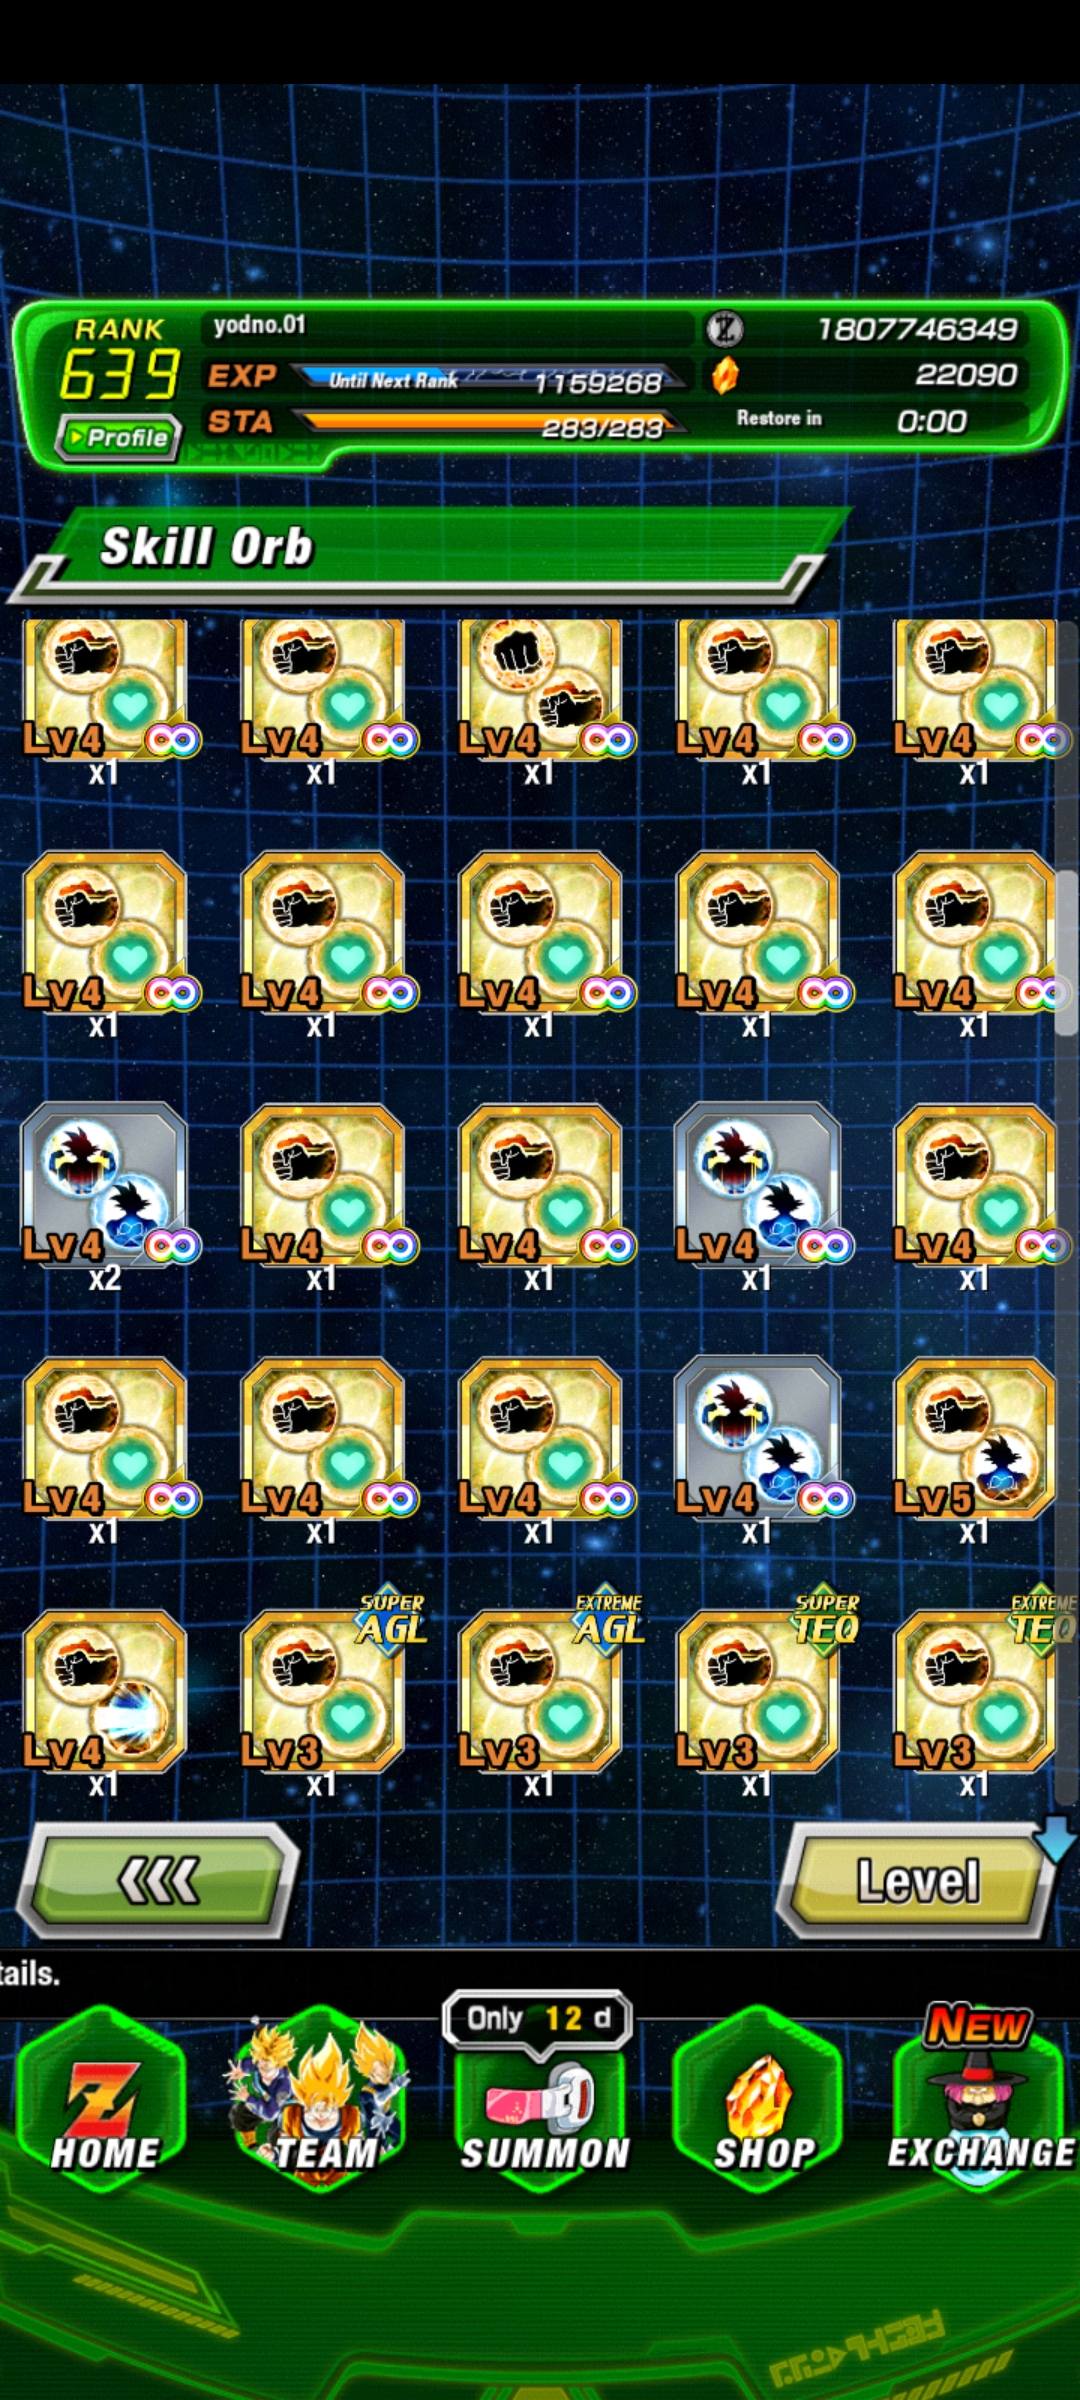 RANK
639
yodno.01
1807746349
EXP Until Next Rank 1159268
22090
Profile
STA 283/283
Restore in 0:00
Skill Orb
Lv4 Lv4 Lv4 Lv4 Lv4
x1 x1 x1 x1 x1
Lv4 Lv4 Lv4 Lv4 Lv4
x1 x1 x1 x1 x1
Lv4 Lv4 Lv4 Lv4 Lv4
x2 x1 x1 x1 x1
Lv4 Lv4 Lv4 Lv4 Lv5
x1 x1 x1 x1 x1
SUPER EXTREME SUPER EXTREME
AGL AGL TEQ TEQ
Lv4 Lv3 Lv3 Lv3 Lv3
x1 x1 x1 x1 x1
Level
tails.
Only 12 d
NEW
HOME TEAM SUMMON SHOP EXCHANGE